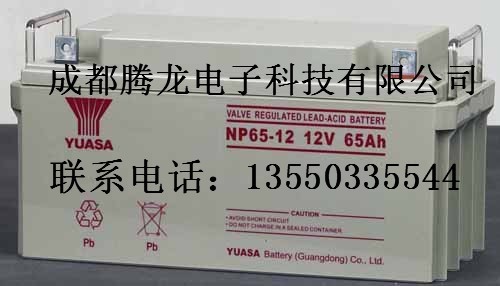 成都腾龙电子科技有限公司
YUASA
VALVE REGULATED LEAD-ACID BATTERY
NP65-12 12V 65Ah
联系电话：13550335544
Pb
Pb
CAUTION
AVOID SHORT CIRCUIT
DO NOT CHARGE IN A SEALED CONTAINER
YUASA Battery (Guangdong) Co., Ltd.